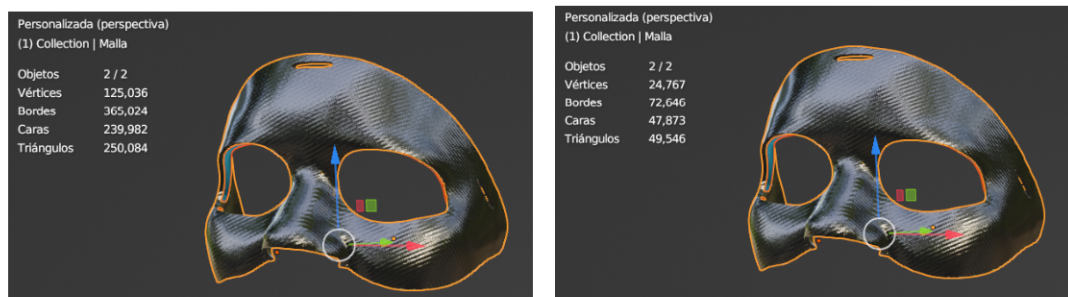 Personalizada (perspectiva)
(1) Collection | Malla
Objetos 2 / 2
Vértices 125,036
Bordes 365,024
Caras 239,982
Triángulos 250,084
Personalizada (perspectiva)
(1) Collection | Malla
Objetos 2 / 2
Vértices 24,767
Bordes 72,646
Caras 47,873
Triángulos 49,546